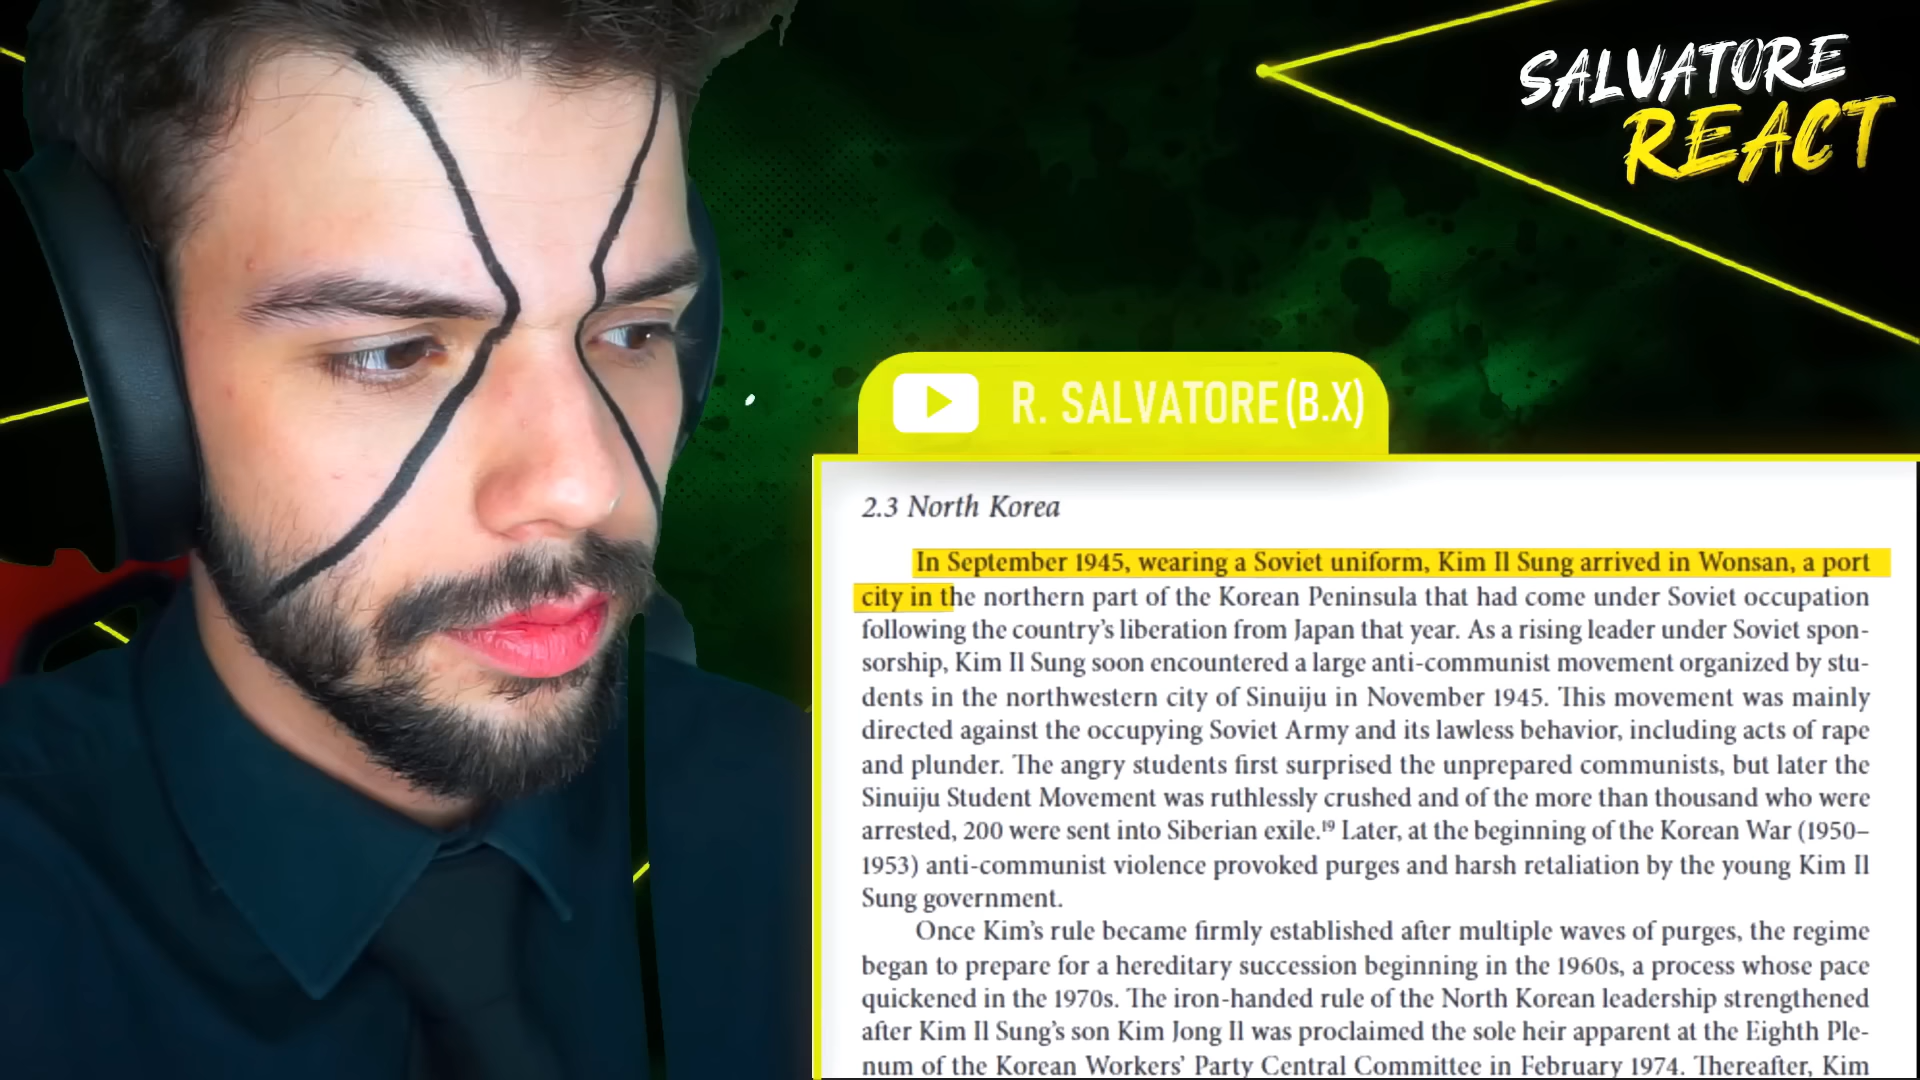 SALVATORE
REACT
R. SALVATORE(B.X)
2.3 North Korea
In September 1945, wearing a Soviet uniform, Kim Il Sung arrived in Wonsan, a port
city in the northern part of the Korean Peninsula that had come under Soviet occupation
following the country's liberation from Japan that year. As a rising leader under Soviet spon-
sorship, Kim Il Sung soon encountered a large anti-communist movement organized by stu-
dents in the northwestern city of Sinuiju in November 1945. This movement was mainly
directed against the occupying Soviet Army and its lawless behavior, including acts of rape
and plunder. The angry students first surprised the unprepared communists, but later the
Sinuiju Student Movement was ruthlessly crushed and of the more than thousand who were
arrested, 200 were sent into Siberian exile.¹⁹ Later, at the beginning of the Korean War (1950–
1953) anti-communist violence provoked purges and harsh retaliation by the young Kim Il
Sung government.
Once Kim's rule became firmly established after multiple waves of purges, the regime
began to prepare for a hereditary succession beginning in the 1960s, a process whose pace
quickened in the 1970s. The iron-handed rule of the North Korean leadership strengthened
after Kim Il Sung's son Kim Jong Il was proclaimed the sole heir apparent at the Eighth Ple-
num of the Korean Workers' Party Central Committee in February 1974. Thereafter, Kim